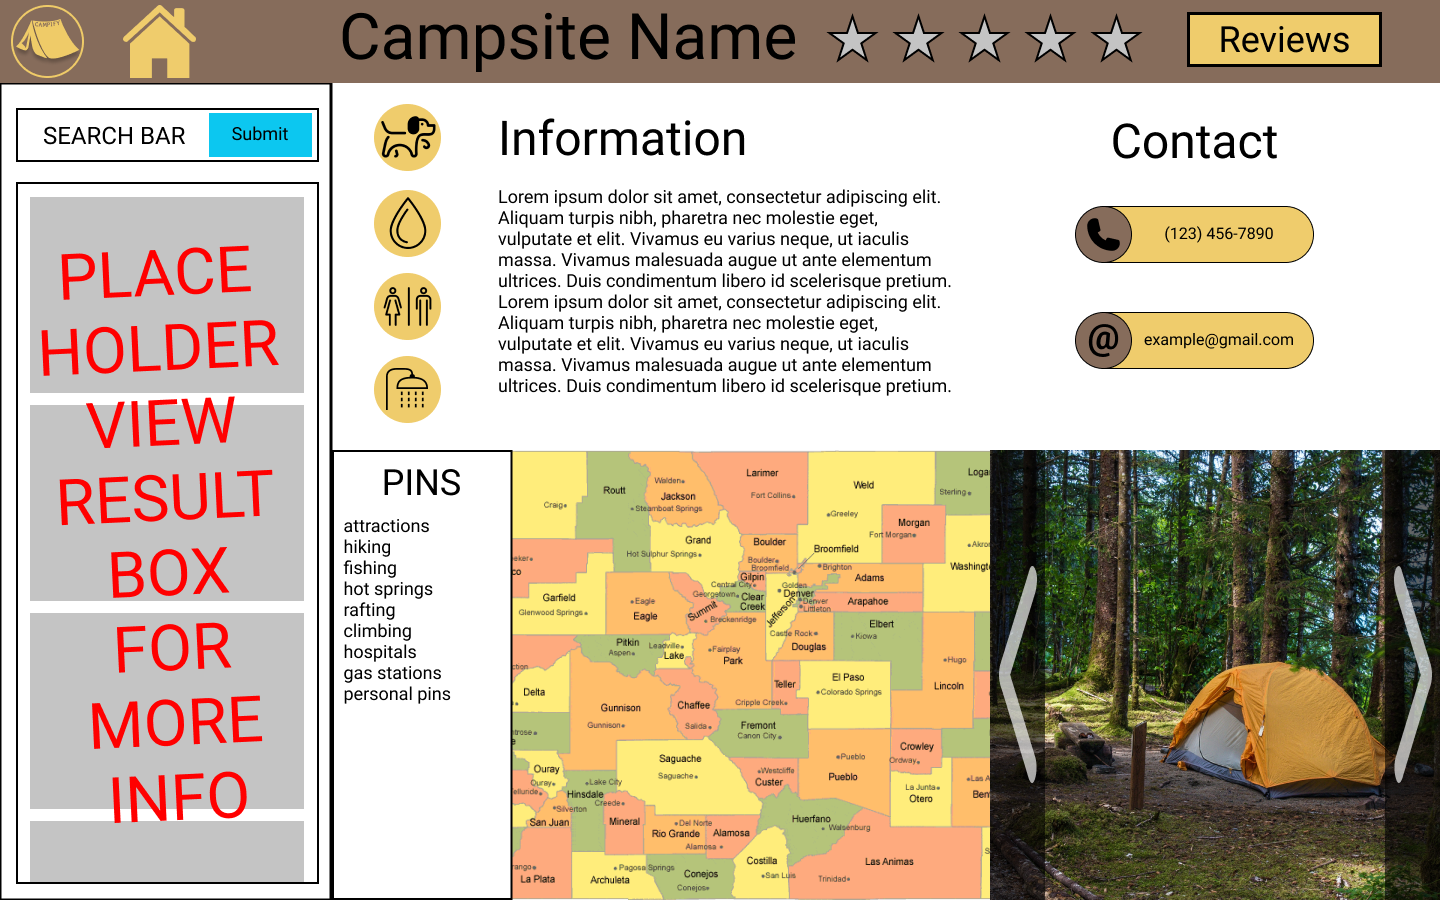 CAMPIFY
Campsite Name
Reviews
SEARCH BAR
Submit
PLACE
HOLDER
VIEW
RESULT
BOX
FOR
MORE
INFO
Information
Lorem ipsum dolor sit amet, consectetur adipiscing elit.
Aliquam turpis nibh, pharetra nec molestie eget,
vulputate et elit. Vivamus eu varius neque, ut iaculis
massa. Vivamus malesuada augue ut ante elementum
ultrices. Duis condimentum libero id scelerisque pretium.
Lorem ipsum dolor sit amet, consectetur adipiscing elit.
Aliquam turpis nibh, pharetra nec molestie eget,
vulputate et elit. Vivamus eu varius neque, ut iaculis
massa. Vivamus malesuada augue ut ante elementum
ultrices. Duis condimentum libero id scelerisque pretium.
Contact
(123) 456-7890
@
example@gmail.com
PINS
attractions
hiking
fishing
hot springs
rafting
climbing
hospitals
gas stations
personal pins
Larimer
Logan
Routt
Walden
Jackson
Fort Collins
Weld
Sterling
Craig
Steamboat Springs
Greeley
Morgan
Fort Morgan
Grand
Boulder
Broomfield
Hot Sulphur Springs
Boulder
Broomfield
Brighton
Akro
Washingt
eker
co
Gilpin
Central City
Golden
Adams
Georgetown
Clear
Creek
Denver
Denver
Littleton
Arapahoe
Garfield
Glenwood Springs
Eagle
Eagle
Summit
Breckenridge
Jefferson
Castle Rock
Elbert
Kiowa
Pitkin
Aspen
Leadville
Lake
Fairplay
Park
Douglas
Hugo
Lincoln
ction
Delta
Teller
El Paso
Colorado Springs
Gunnison
Gunnison
Chaffee
Salida
Cripple Creek
Fremont
Canon City
trose
e
Crowley
Ordway
Saguache
Saguache
Pueblo
Pueblo
Ouray
Ouray
Lake City
Hinsdale
Westcliffe
Custer
Las A
Ben
La Junta
Otero
ellunde
Silverton
Creede
San Juan
Mineral
Del Norte
Rio Grande
Alamosa
Alamosa
Huerfano
Walsenburg
rango
La Plata
Pagosa Springs
Archuleta
Conejos
Conejos
Costilla
San Luis
Las Animas
Trinidad
S